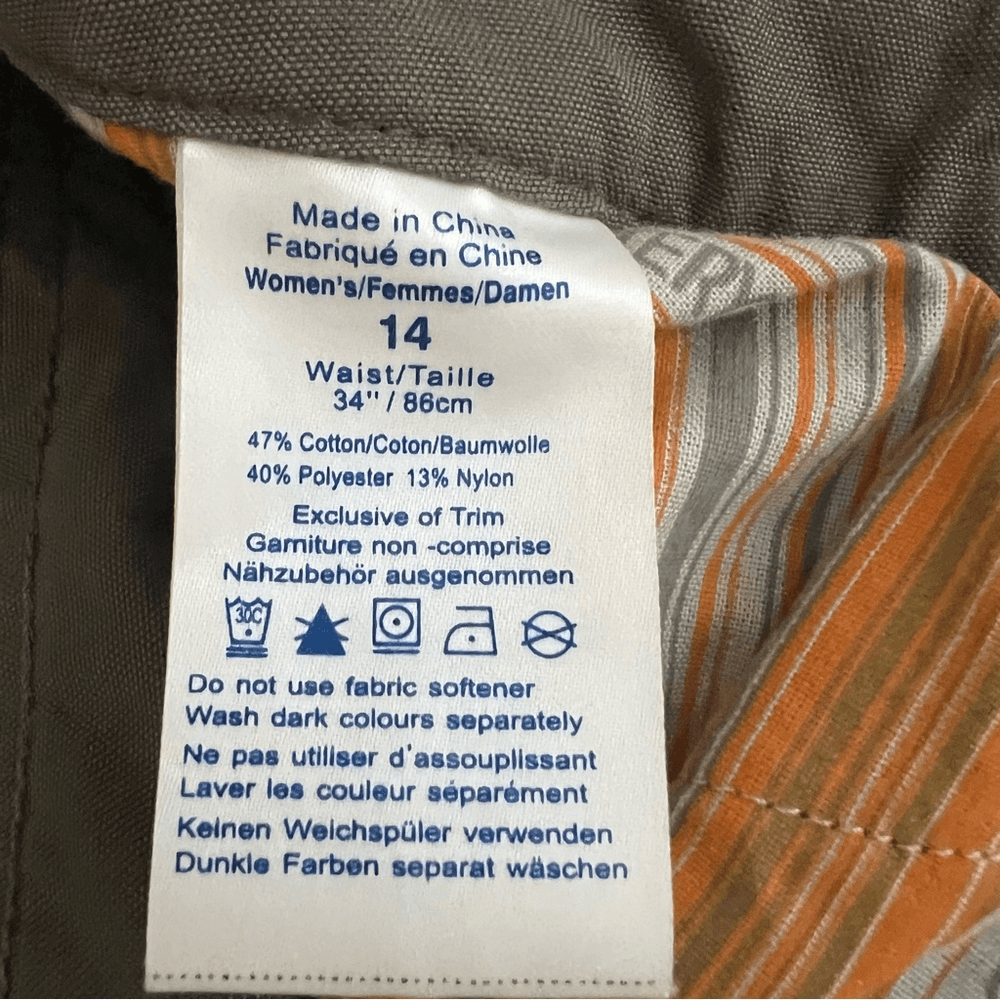 Made in China
Fabriqué en Chine
Women's/Femmes/Damen
14
Waist/Taille
34" / 86cm
47% Cotton/Coton/Baumwolle
40% Polyester 13% Nylon
Exclusive of Trim
Garniture non -comprise
Nähzubehör ausgenommen
30C
Do not use fabric softener
Wash dark colours separately
Ne pas utiliser d'assouplissant
Laver les couleur séparément
Keinen Weichspüler verwenden
Dunkle Farben separat wäschen